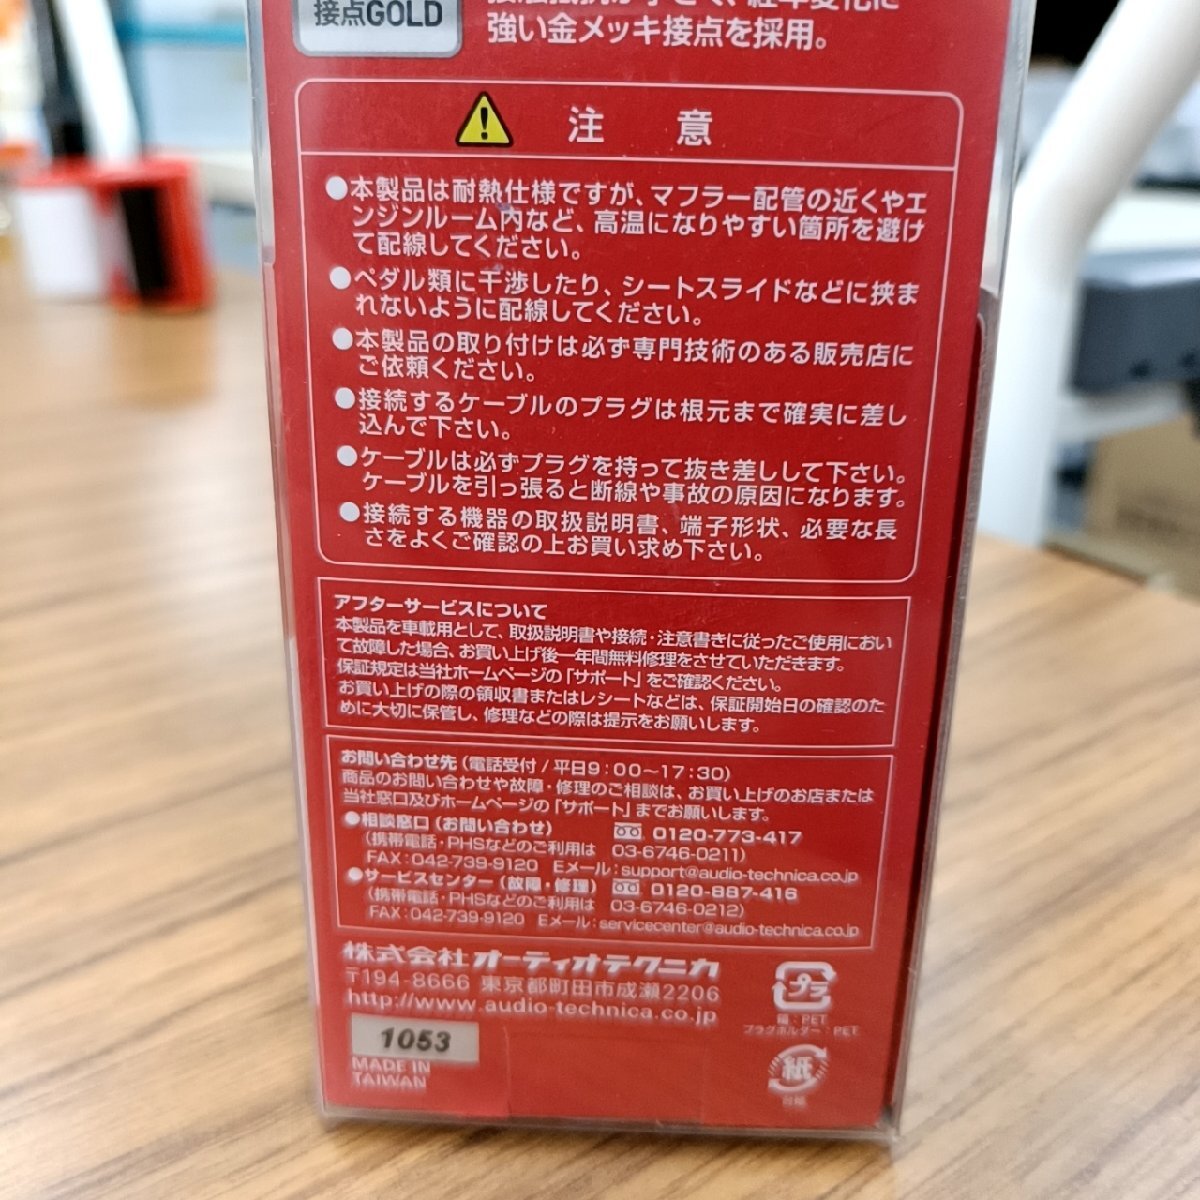 接点GOLD
強い金メッキ接点を採用。
注 意
●本製品は耐熱仕様ですが、マフラー配管の近くやエ
ンジンルーム内など、高温になりやすい箇所を避け
て配線してください。
●ペダル類に干渉したり、シートスライドなどに挟ま
れないように配線してください。
●本製品の取り付けは必ず専門技術のある販売店に
ご依頼ください。
●接続するケーブルのプラグは根元まで確実に差し
込んで下さい。
●ケーブルは必ずプラグを持って抜き差しして下さい。
ケーブルを引っ張ると断線や事故の原因になります。
●接続する機器の取扱説明書、端子形状、必要な長
さをよくご確認の上お買い求め下さい。
アフターサービスについて
本製品を車載用として、取扱説明書や接続・注意書きに従ったご使用におい
て故障した場合、お買い上げ後一年間無料修理をさせていただきます。
保証規定は当社ホームページの「サポート」をご確認ください。
お買い上げの際の領収書またはレシートなどは、保証開始日の確認のた
めに大切に保管し、修理などの際は提示をお願いします。
お問い合わせ先（電話受付/平日9:00～17:30）
商品のお問い合わせや故障・修理のご相談は、お買い上げのお店または
当社窓口及びホームページの「サポート」までお願いします。
●相談窓口（お問い合わせ） 0120-773-417
（携帯電話・PHSなどのご利用は 03-6746-0211）
FAX:042-739-9120 Eメール:support@audio-technica.co.jp
●サービスセンター（故障・修理） 0120-887-416
（携帯電話・PHSなどのご利用は 03-6746-0212）
FAX:042-739-9120 Eメール:servicecenter@audio-technica.co.jp
株式会社オーディオテクニカ
〒194-8666 東京都町田市成瀬2206
http://www.audio-technica.co.jp
プラ
箱:PET
プラグホルダー:PET
1053
MADE IN
TAIWAN
紙
台紙